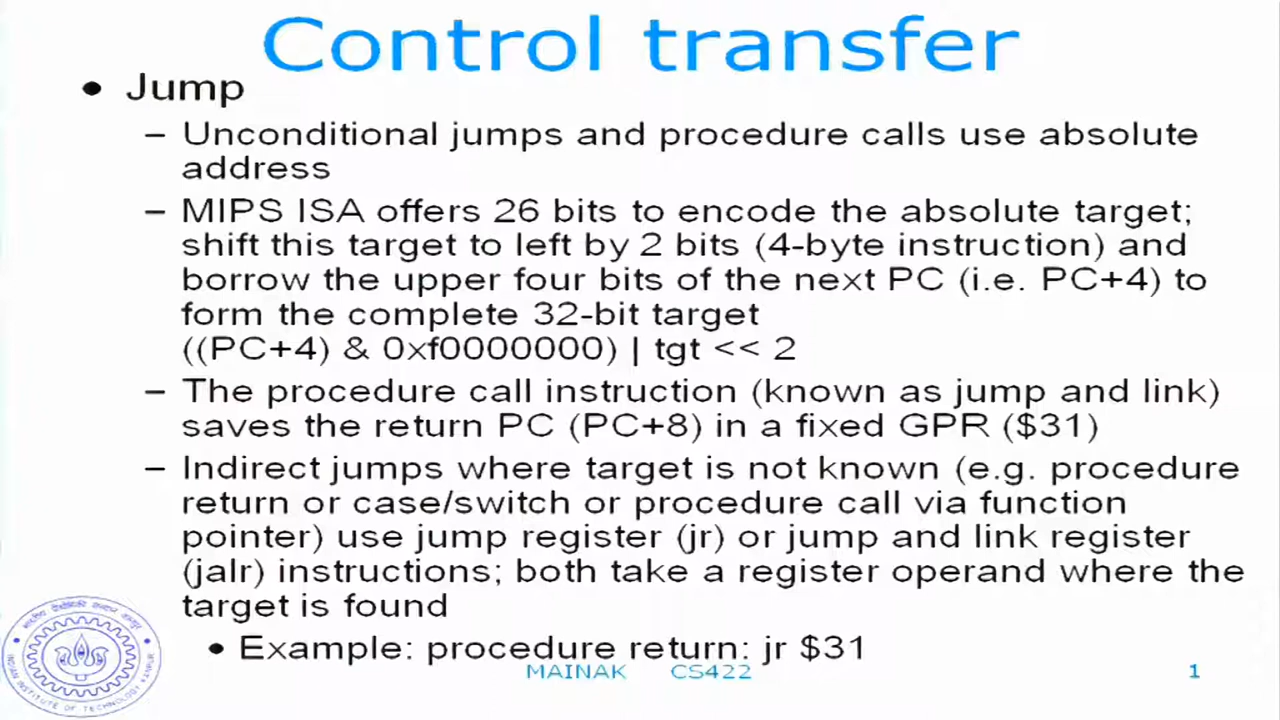 Control transfer
• Jump
– Unconditional jumps and procedure calls use absolute
address
– MIPS ISA offers 26 bits to encode the absolute target;
shift this target to left by 2 bits (4-byte instruction) and
borrow the upper four bits of the next PC (i.e. PC+4) to
form the complete 32-bit target
((PC+4) & 0xf0000000) | tgt << 2
– The procedure call instruction (known as jump and link)
saves the return PC (PC+8) in a fixed GPR ($31)
– Indirect jumps where target is not known (e.g. procedure
return or case/switch or procedure call via function
pointer) use jump register (jr) or jump and link register
(jalr) instructions; both take a register operand where the
target is found
• Example: procedure return: jr $31
MAINAK CS422
1
INDIAN INSTITUTE OF TECHNOLOGY KANPUR